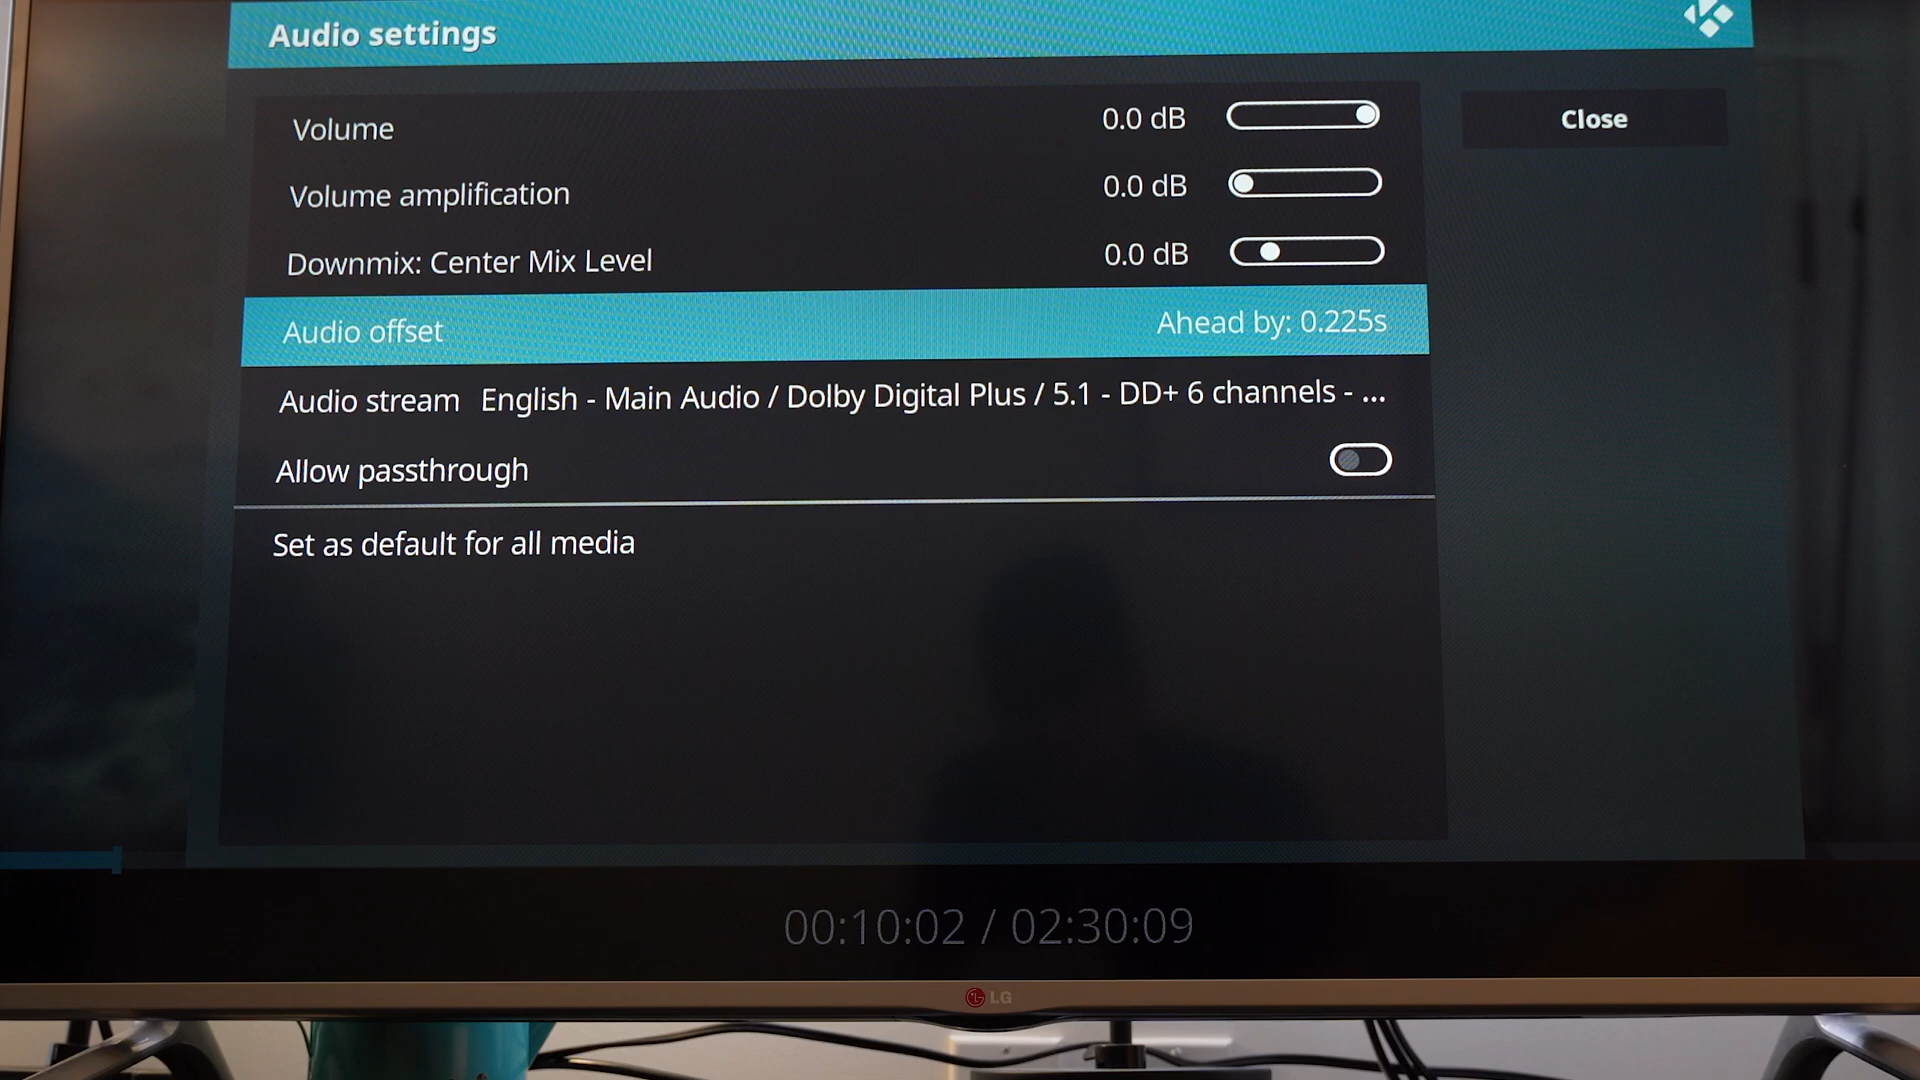 Audio settings
Volume 0.0 dB
Close
Volume amplification 0.0 dB
Downmix: Center Mix Level 0.0 dB
Audio offset Ahead by: 0.225s
Audio stream English - Main Audio / Dolby Digital Plus / 5.1 - DD+ 6 channels - ...
Allow passthrough
Set as default for all media
00:10:02 / 02:30:09
LG